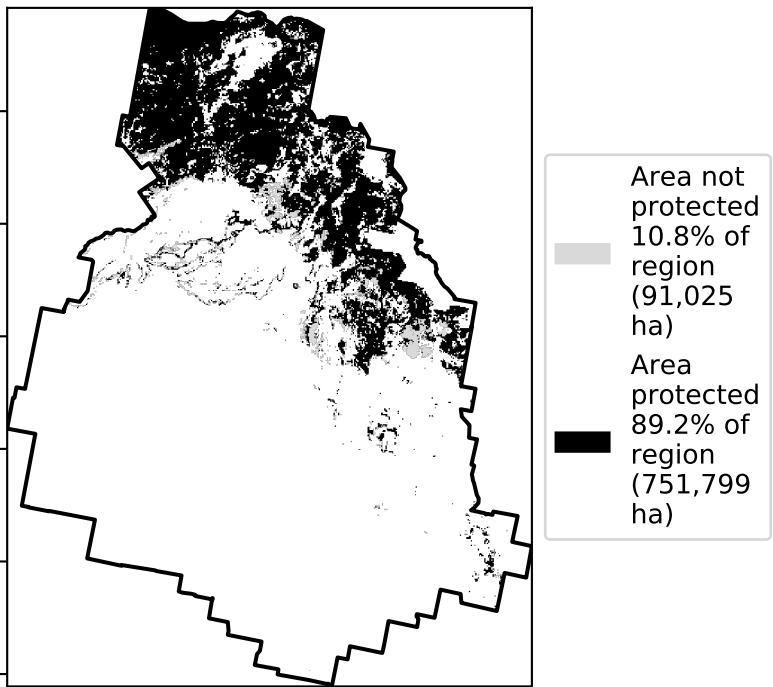 Area not
protected
10.8% of
region
(91,025
ha)
Area
protected
89.2% of
region
(751,799
ha)